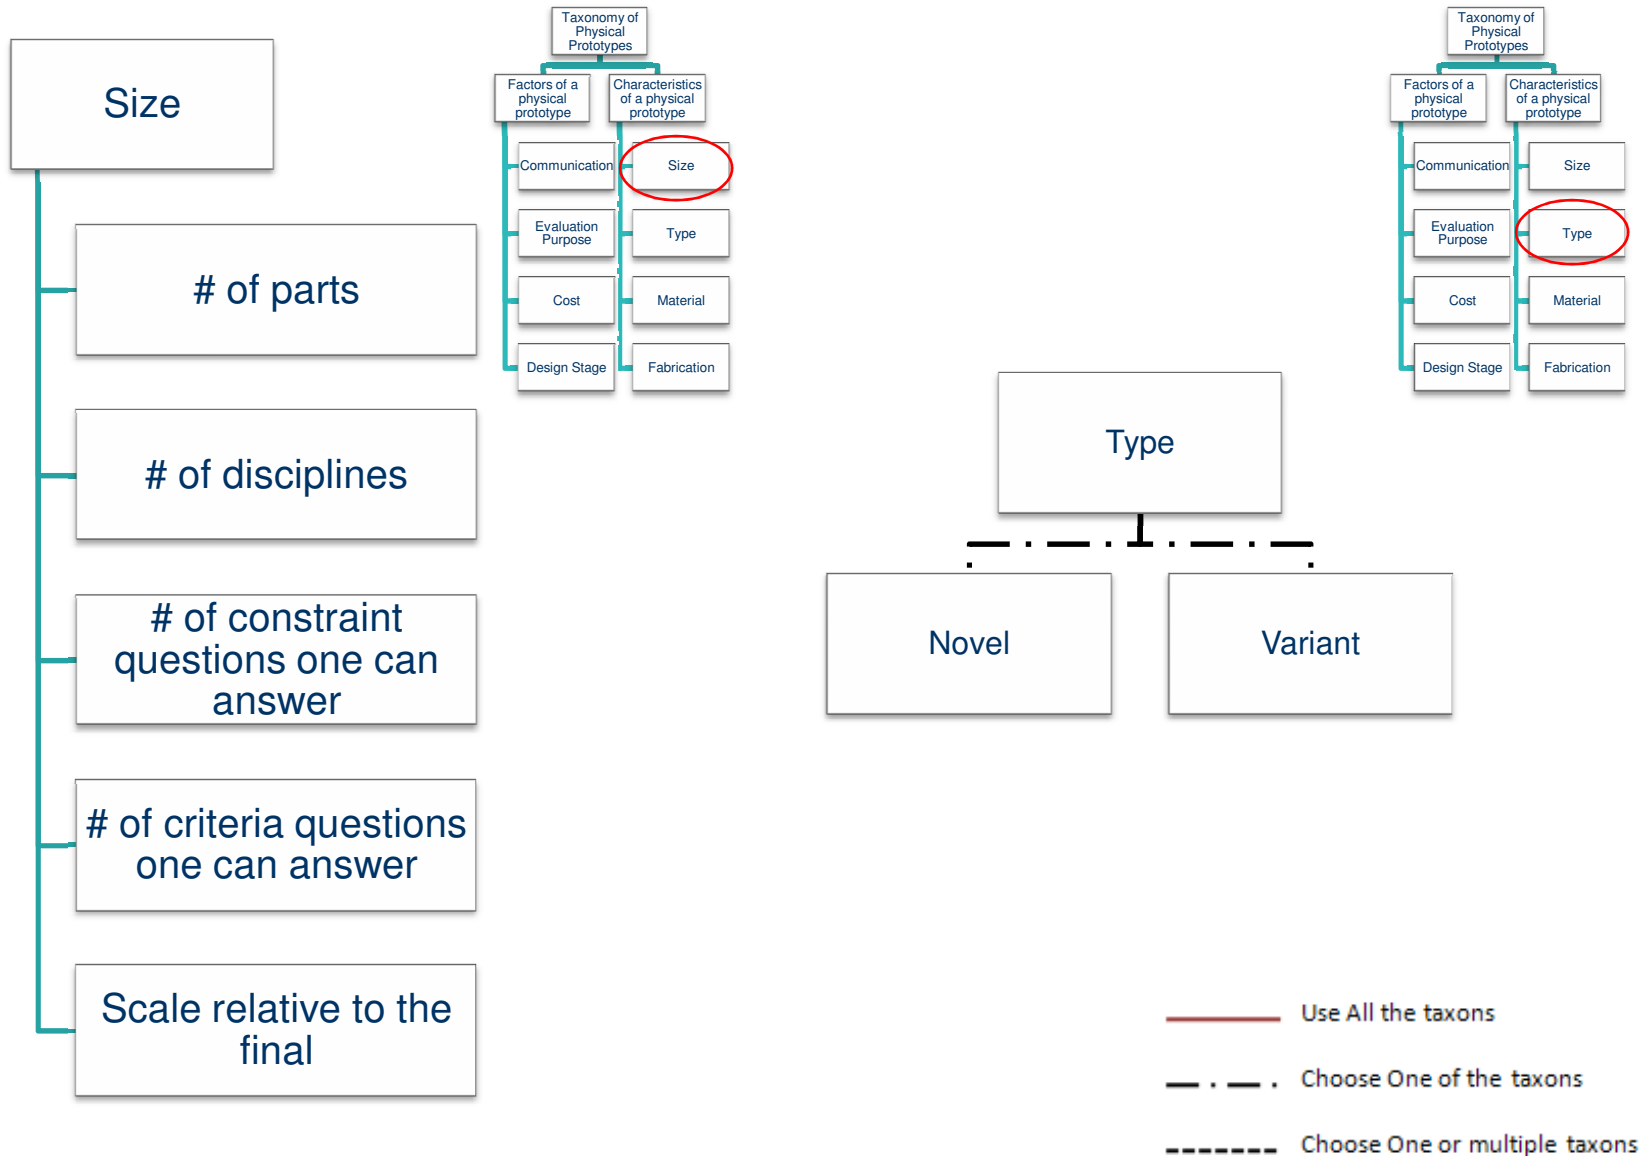 Size
# of parts
# of disciplines
# of constraint
questions one can
answer
# of criteria questions
one can answer
Scale relative to the
final
Taxonomy of
Physical
Prototypes
Factors of a
physical
prototype
Characteristics
of a physical
prototype
Communication
Size
Evaluation
Purpose
Type
Cost
Material
Design Stage
Fabrication
Taxonomy of
Physical
Prototypes
Factors of a
physical
prototype
Characteristics
of a physical
prototype
Communication
Size
Evaluation
Purpose
Type
Cost
Material
Design Stage
Fabrication
Type
Novel
Variant
Use All the taxons
Choose One of the taxons
Choose One or multiple taxons